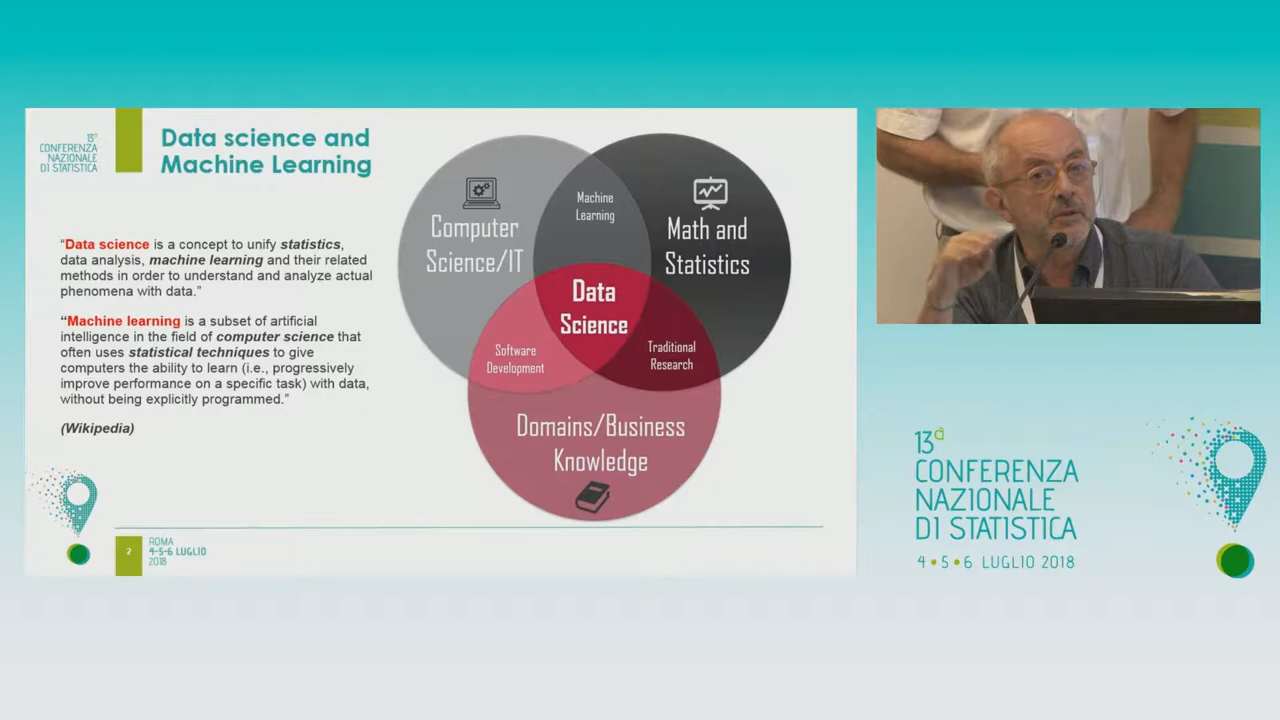 13ª
CONFERENZA
NAZIONALE
DI STATISTICA
Data science and
Machine Learning
“Data science is a concept to unify statistics,
data analysis, machine learning and their related
methods in order to understand and analyze actual
phenomena with data.”
“Machine learning is a subset of artificial
intelligence in the field of computer science that
often uses statistical techniques to give
computers the ability to learn (i.e., progressively
improve performance on a specific task) with data,
without being explicitly programmed.”
(Wikipedia)
Computer
Science/IT
Machine
Learning
Math and
Statistics
Data
Science
Software
Development
Traditional
Research
Domains/Business
Knowledge
2
ROMA
4-5-6 LUGLIO
2018
13ª
CONFERENZA
NAZIONALE
DI STATISTICA
4•5•6 LUGLIO 2018